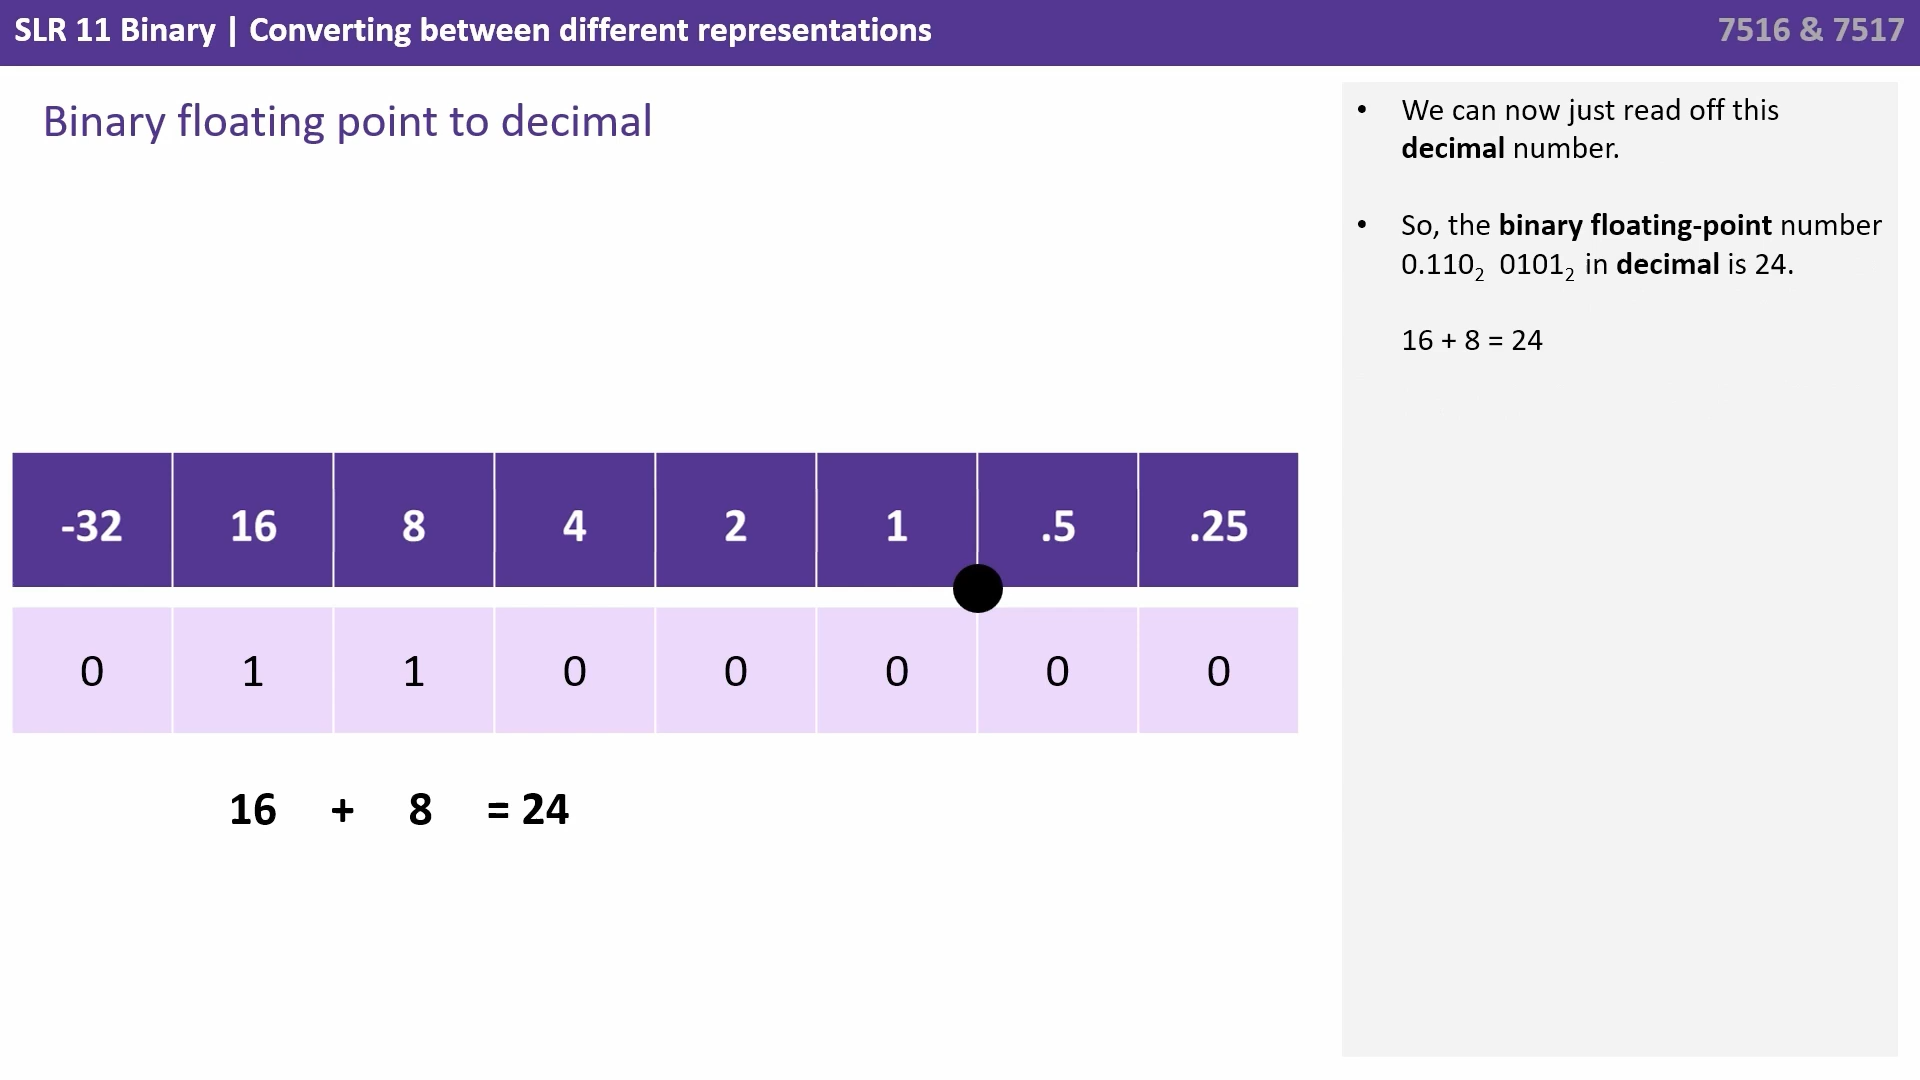 SLR 11 Binary | Converting between different representations
7516 & 7517
Binary floating point to decimal
-32 16 8 4 2 1 .5 .25
0 1 1 0 0 0 0 0
16 + 8 = 24
• We can now just read off this
decimal number.
• So, the binary floating-point number
0.110₂ 0101₂ in decimal is 24.
16 + 8 = 24